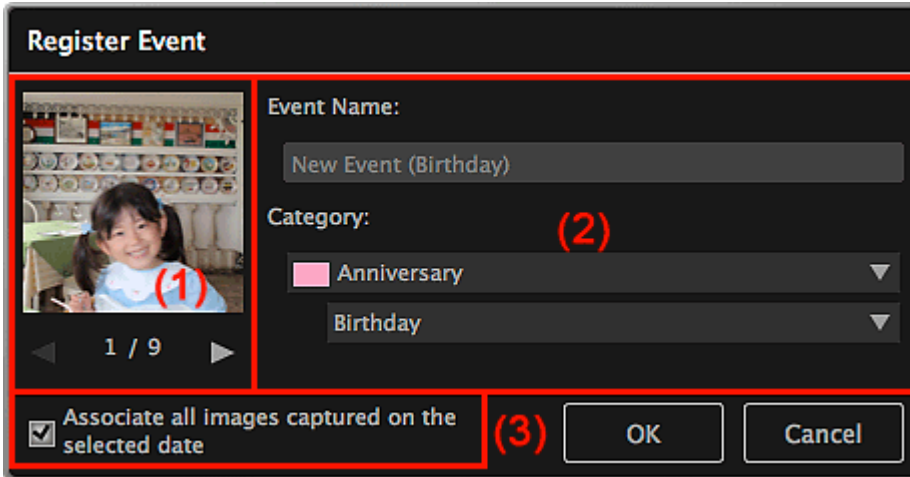 Register Event
Event Name:
New Event (Birthday)
Category:
(2)
Anniversary
(1)
Birthday
1 / 9
Associate all images captured on the
selected date
(3)
OK
Cancel